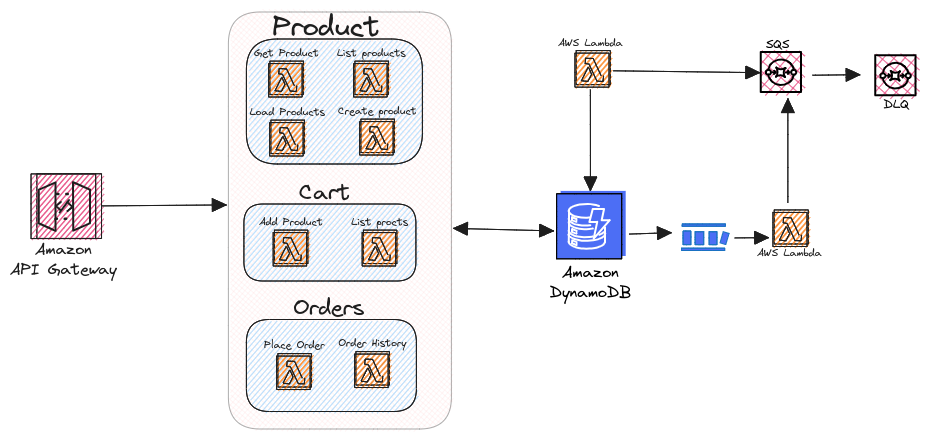 Product
Get Product
List products
Load Products
Create product
Cart
Add Product
List procts
Orders
Place Order
Order History
Amazon
API Gateway
AWS Lambda
SQS
DLQ
Amazon
DynamoDB
AWS Lambda